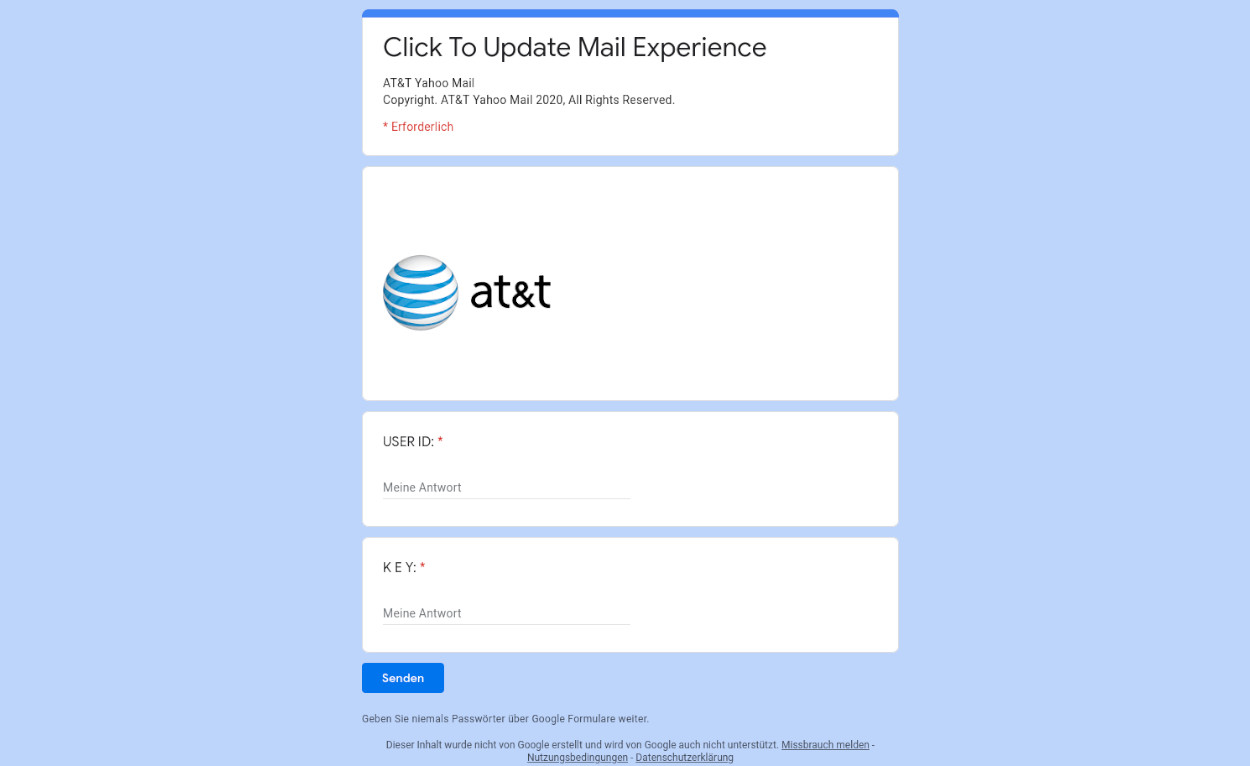 Click To Update Mail Experience
AT&T Yahoo Mail
Copyright. AT&T Yahoo Mail 2020, All Rights Reserved.
* Erforderlich
at&t
USER ID: *
Meine Antwort
K E Y: *
Meine Antwort
Senden
Geben Sie niemals Passwörter über Google Formulare weiter.
Dieser Inhalt wurde nicht von Google erstellt und wird von Google auch nicht unterstützt. Missbrauch melden -
Nutzungsbedingungen - Datenschutzerklärung